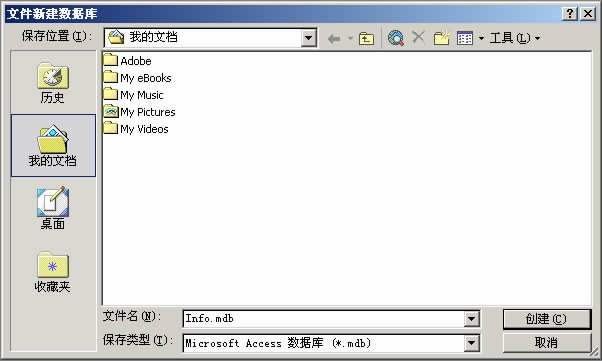 文件新建数据库
保存位置(I): 我的文档 工具(L)
历史
我的文档
桌面
收藏夹
Adobe
My eBooks
My Music
My Pictures
My Videos
文件名(N): Info.mdb 创建(C)
保存类型(T): Microsoft Access 数据库 (*.mdb) 取消